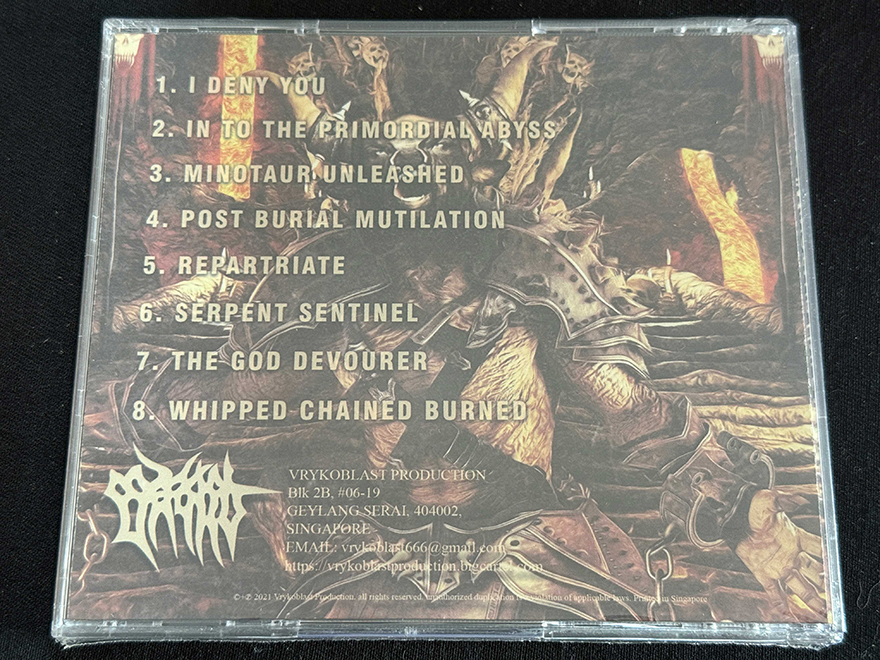 1. I DENY YOU
2. IN TO THE PRIMORDIAL ABYSS
3. MINOTAUR UNLEASHED
4. POST BURIAL MUTILATION
5. REPARTRIATE
6. SERPENT SENTINEL
7. THE GOD DEVOURER
8. WHIPPED CHAINED BURNED
VRYKOBLAST PRODUCTION
Blk 2B, #06-19
GEYLANG SERAI, 404002,
SINGAPORE
EMAIL: vrykoblast666@gmail.com
https://vrykoblastproduction.bigcartel.com
©+℗ 2021 Vrykoblast Production. all rights reserved. unauthorized duplication is a violation of applicable laws. Printed in Singapore